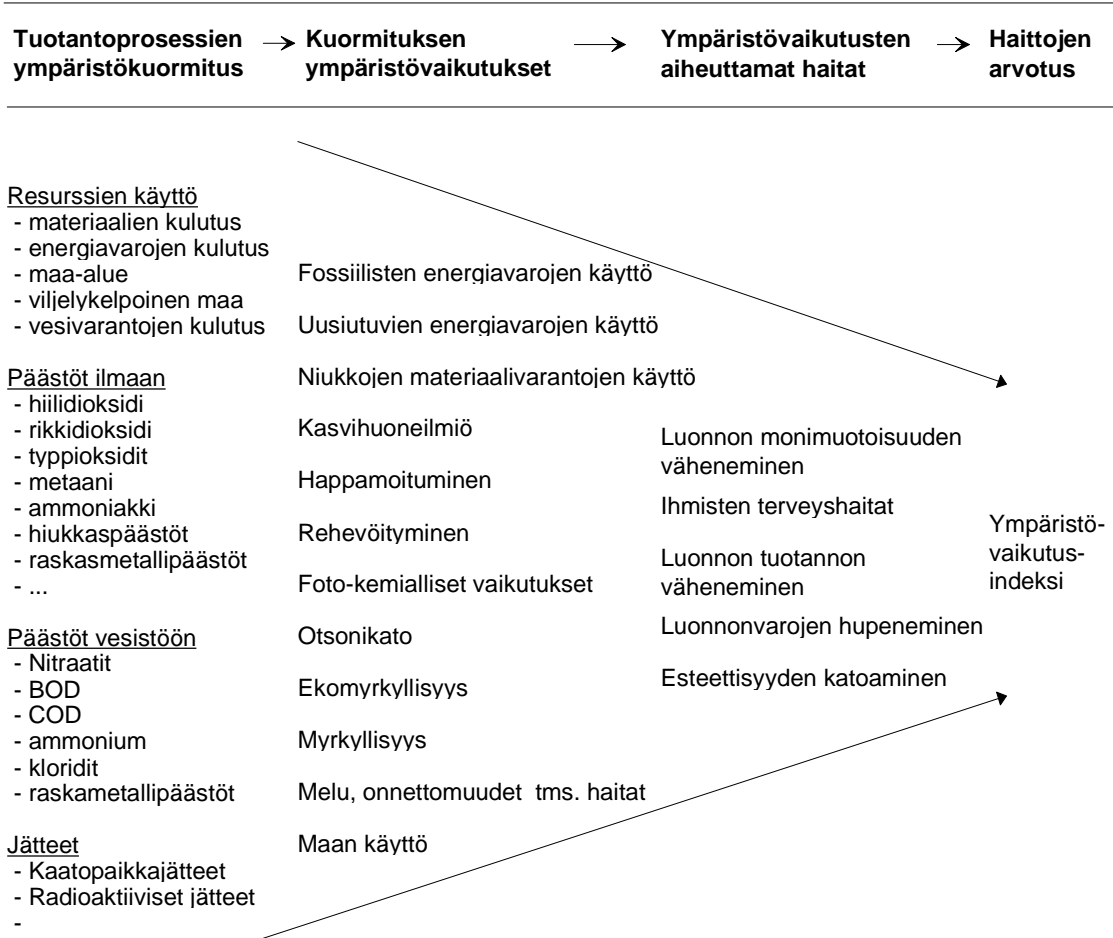 Tuotantoprosessien
ympäristökuormitus
Kuormituksen
ympäristövaikutukset
Ympäristövaikutusten
aiheuttamat haitat
Haittojen
arvotus
Resurssien käyttö
- materiaalien kulutus
- energiavarojen kulutus
- maa-alue
- viljelykelpoinen maa
- vesivarantojen kulutus
Päästöt ilmaan
- hiilidioksidi
- rikkidioksidi
- typpioksidit
- metaani
- ammoniakki
- hiukkaspäästöt
- raskasmetallipäästöt
- ...
Päästöt vesistöön
- Nitraatit
- BOD
- COD
- ammonium
- kloridit
- raskametallipäästöt
Jätteet
- Kaatopaikkajätteet
- Radioaktiiviset jätteet
-
Fossiilisten energiavarojen käyttö
Uusiutuvien energiavarojen käyttö
Niukkojen materiaalivarantojen käyttö
Kasvihuoneilmiö
Happamoituminen
Rehevöityminen
Foto-kemialliset vaikutukset
Otsonikato
Ekomyrkyllisyys
Myrkyllisyys
Melu, onnettomuudet tms. haitat
Maan käyttö
Luonnon monimuotoisuuden
väheneminen
Ihmisten terveyshaitat
Luonnon tuotannon
väheneminen
Luonnonvarojen hupeneminen
Esteettisyyden katoaminen
Ympäristö-
vaikutus-
indeksi